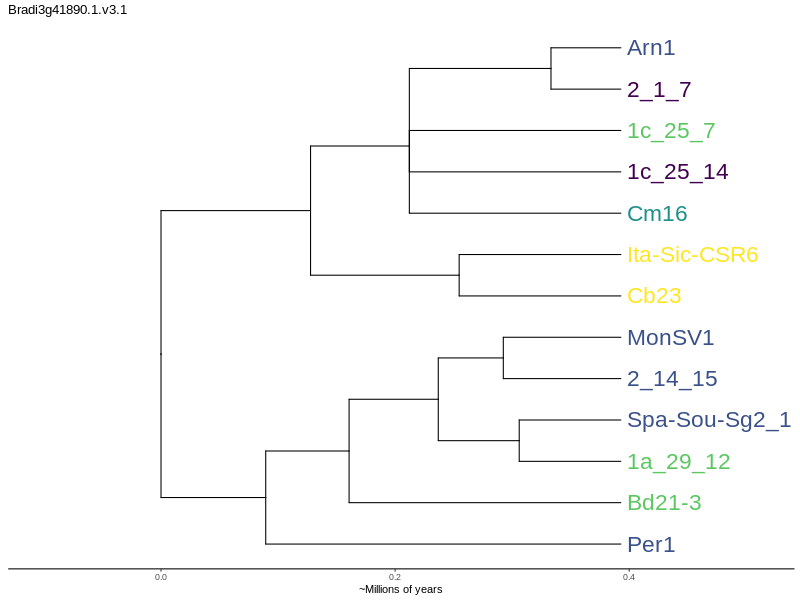 Bradi3g41890.1.v3.1
Arn1
2_1_7
1c_25_7
1c_25_14
Cm16
Ita-Sic-CSR6
Cb23
MonSV1
2_14_15
Spa-Sou-Sg2_1
1a_29_12
Bd21-3
Per1
0.0 0.2 0.4
~Millions of years